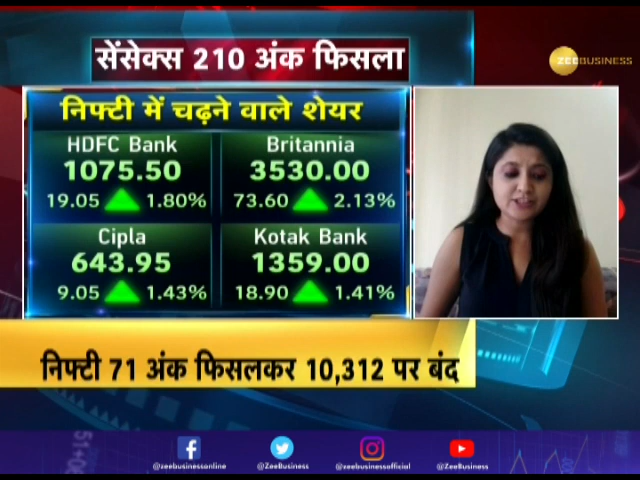 सेंसेक्स 210 अंक फिसला
ZEEBUSINESS
निफ्टी में चढ़ने वाले शेयर
HDFC Bank
1075.50
19.05 1.80%
Britannia
3530.00
73.60 2.13%
Cipla
643.95
9.05 1.43%
Kotak Bank
1359.00
18.90 1.41%
निफ्टी 71 अंक फिसलकर 10,312 पर बंद
@zeebusinessonline
@ZeeBusiness
@zeebusinessofficial
@ZeeBusiness